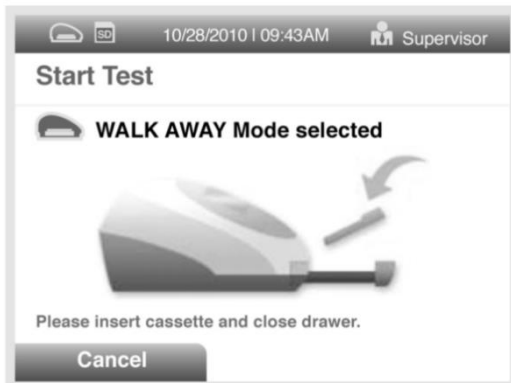 SD 10/28/2010 | 09:43AM Supervisor
Start Test
WALK AWAY Mode selected
Please insert cassette and close drawer.
Cancel